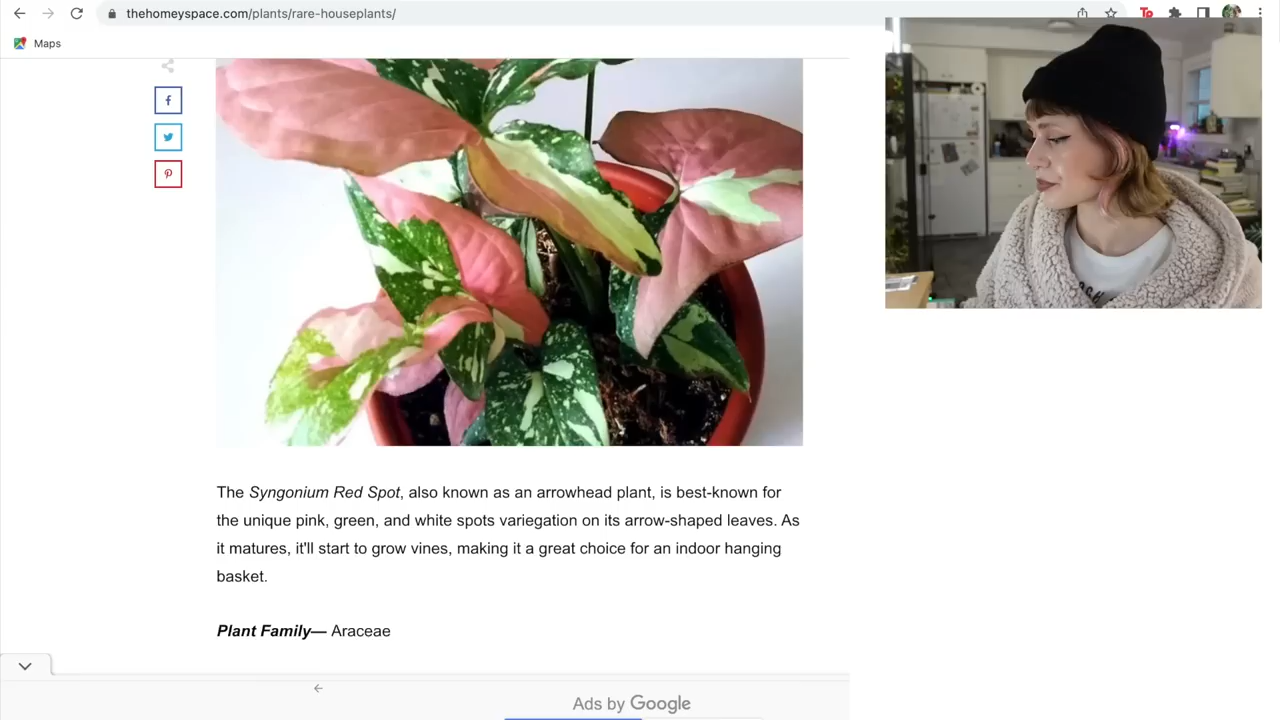 thehomeyspace.com/plants/rare-houseplants/
Maps
The Syngonium Red Spot, also known as an arrowhead plant, is best-known for
the unique pink, green, and white spots variegation on its arrow-shaped leaves. As
it matures, it'll start to grow vines, making it a great choice for an indoor hanging
basket.
Plant Family— Araceae
Ads by Google